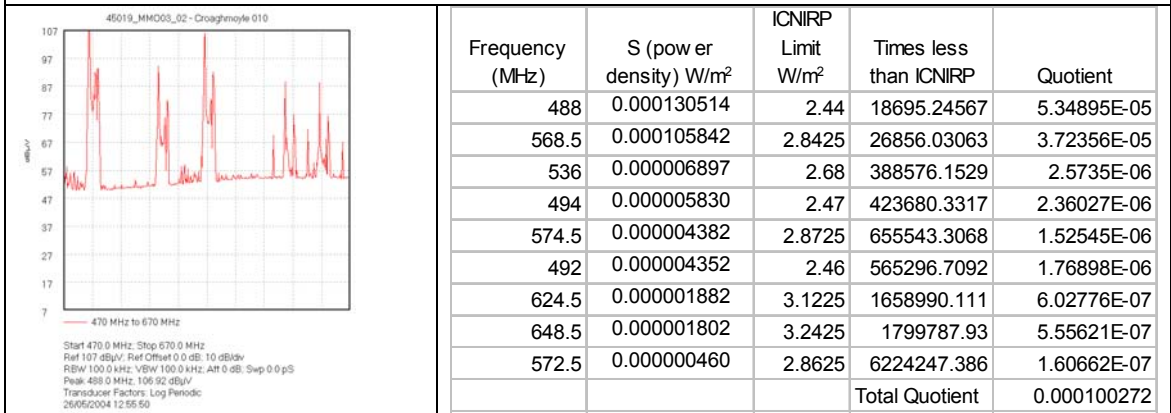 45019_MMO03_02 - Croaghmoyle 010
107
97
87
77
67
57
47
37
27
17
7
dBµV
470 MHz to 670 MHz
Start 470.0 MHz; Stop 670.0 MHz
Ref 107 dBµV; Ref Offset 0.0 dB; 10 dB/div
RBW 100.0 kHz; VBW 100.0 kHz; Att 0 dB; Swp 0.0 pS
Peak 488.0 MHz, 106.92 dBµV
Transducer Factors: Log Periodic
26/05/2004 12:55:50
Frequency (MHz) S (power density) W/m² ICNIRP Limit W/m² Times less than ICNIRP Quotient
488 0.000130514 2.44 18695.24567 5.34895E-05
568.5 0.000105842 2.8425 26856.03063 3.72356E-05
536 0.000006897 2.68 388576.1529 2.5735E-06
494 0.000005830 2.47 423680.3317 2.36027E-06
574.5 0.000004382 2.8725 655543.3068 1.52545E-06
492 0.000004352 2.46 565296.7092 1.76898E-06
624.5 0.000001882 3.1225 1658990.111 6.02776E-07
648.5 0.000001802 3.2425 1799787.93 5.55621E-07
572.5 0.000000460 2.8625 6224247.386 1.60662E-07
Total Quotient 0.000100272